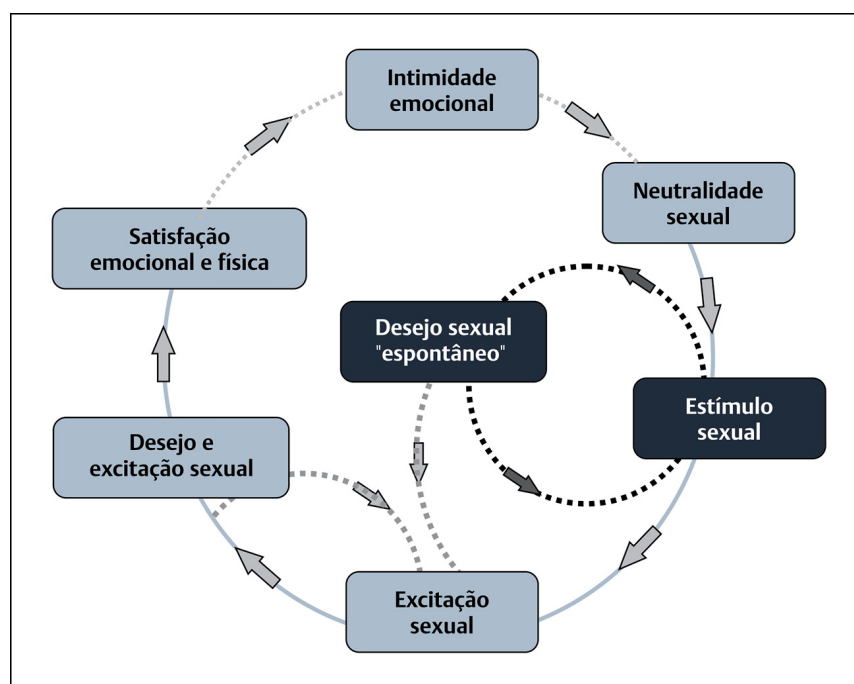 Intimidade
emocional
Neutralidade
sexual
Satisfação
emocional e física
Desejo sexual
"espontâneo"
Estímulo
sexual
Desejo e
excitação sexual
Excitação
sexual